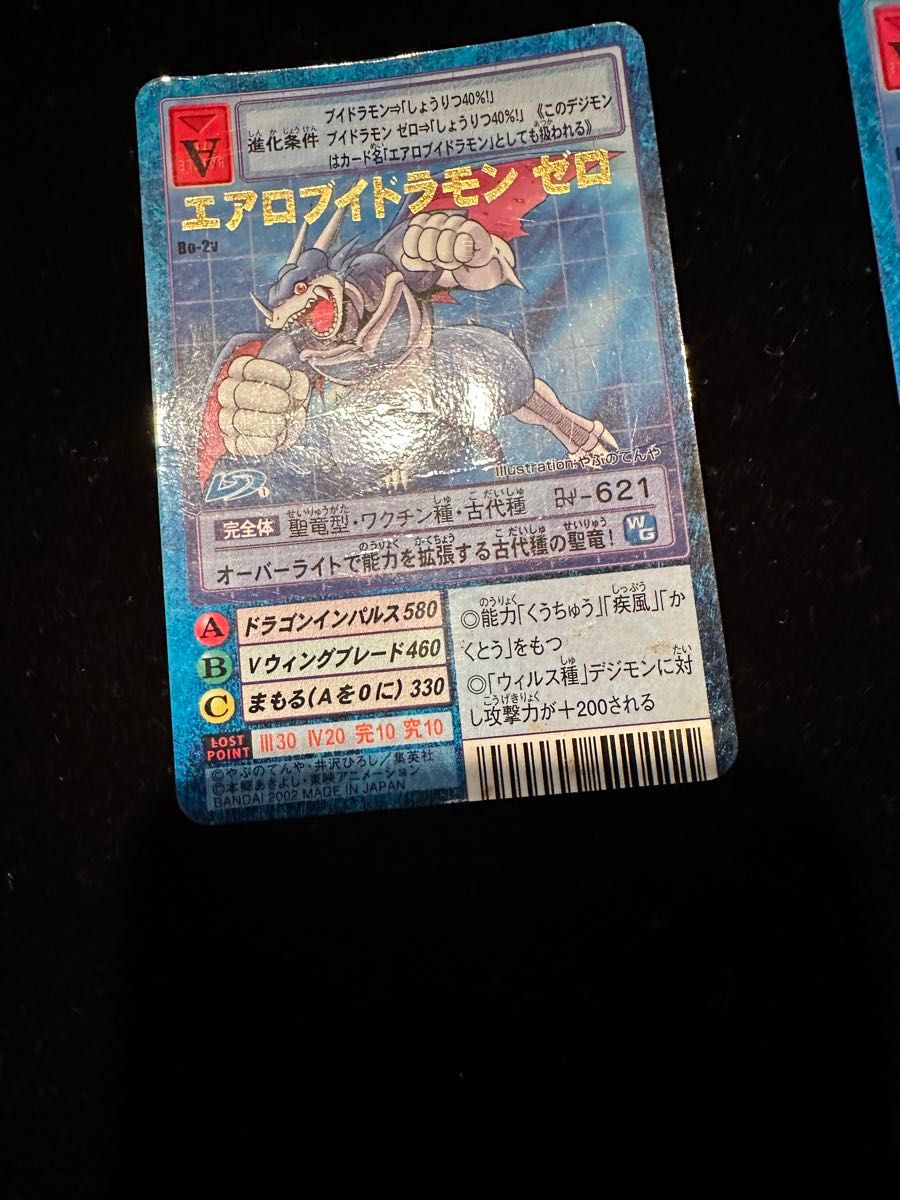 ブイドラモン⇒「しょうりつ40%!」
進化条件 ブイドラモン ゼロ⇒「しょうりつ40%!」《このデジモン
はカード名「エアロブイドラモン」としても扱われる》
A
エアロブイドラモン ゼロ
Bo-2v
Illustration:やぶのてんや
完全体 聖竜型・ワクチン種・古代種 -621
オーバーライトで能力を拡張する古代種の聖竜! WG
A ドラゴンインパルス580
B Vウィングブレード460
C まもる(Aを0に) 330
LOST POINT III30 IV20 完10 究10
◎能力「くうちゅう」「疾風」「か
くとう」をもつ
◎「ウィルス種」デジモンに対
し攻撃力が+200される
©やぶのてんや・井沢ひろし/集英社
©本郷あきよし・東映アニメーション
BANDAI 2002 MADE IN JAPAN